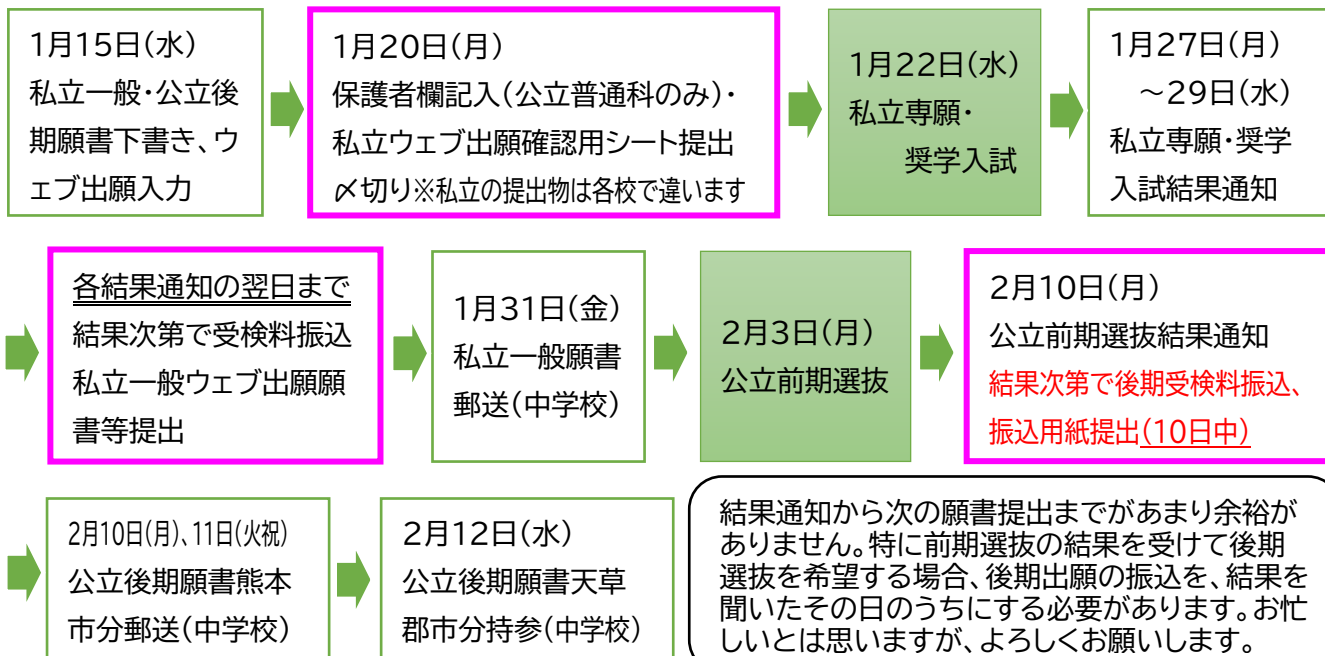 1月15日(水)
私立一般・公立後
期願書下書き、ウ
ェブ出願入力
1月20日(月)
保護者欄記入(公立普通科のみ)・
私立ウェブ出願確認用シート提出
〆切り※私立の提出物は各校で違います
1月22日(水)
私立専願・
奨学入試
1月27日(月)
～29日(水)
私立専願・奨学
入試結果通知
各結果通知の翌日まで
結果次第で受検料振込
私立一般ウェブ出願願
書等提出
1月31日(金)
私立一般願書
郵送(中学校)
2月3日(月)
公立前期選抜
2月10日(月)
公立前期選抜結果通知
結果次第で後期受検料振込、
振込用紙提出(10日中)
2月10日(月)、11日(火祝)
公立後期願書熊本
市分郵送(中学校)
2月12日(水)
公立後期願書天草
郡市分持参(中学校)
結果通知から次の願書提出までがあまり余裕が
ありません。特に前期選抜の結果を受けて後期
選抜を希望する場合、後期出願の振込を、結果を
聞いたその日のうちにする必要があります。お忙
しいとは思いますが、よろしくお願いします。